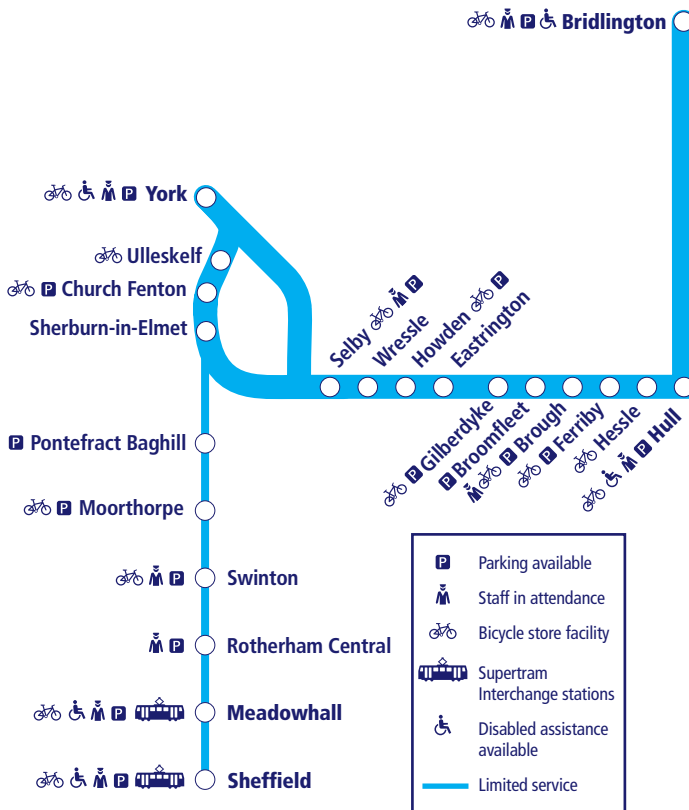 Bridlington
York
Ulleskelf
Church Fenton
Sherburn-in-Elmet
Selby
Wressle
Howden
Eastrington
Gilberdyke
Broomfleet
Brough
Ferriby
Hessle
Hull
Pontefract Baghill
Moorthorpe
Swinton
Rotherham Central
Meadowhall
Sheffield
P Parking available
Staff in attendance
Bicycle store facility
Supertram
Interchange stations
Disabled assistance
available
Limited service